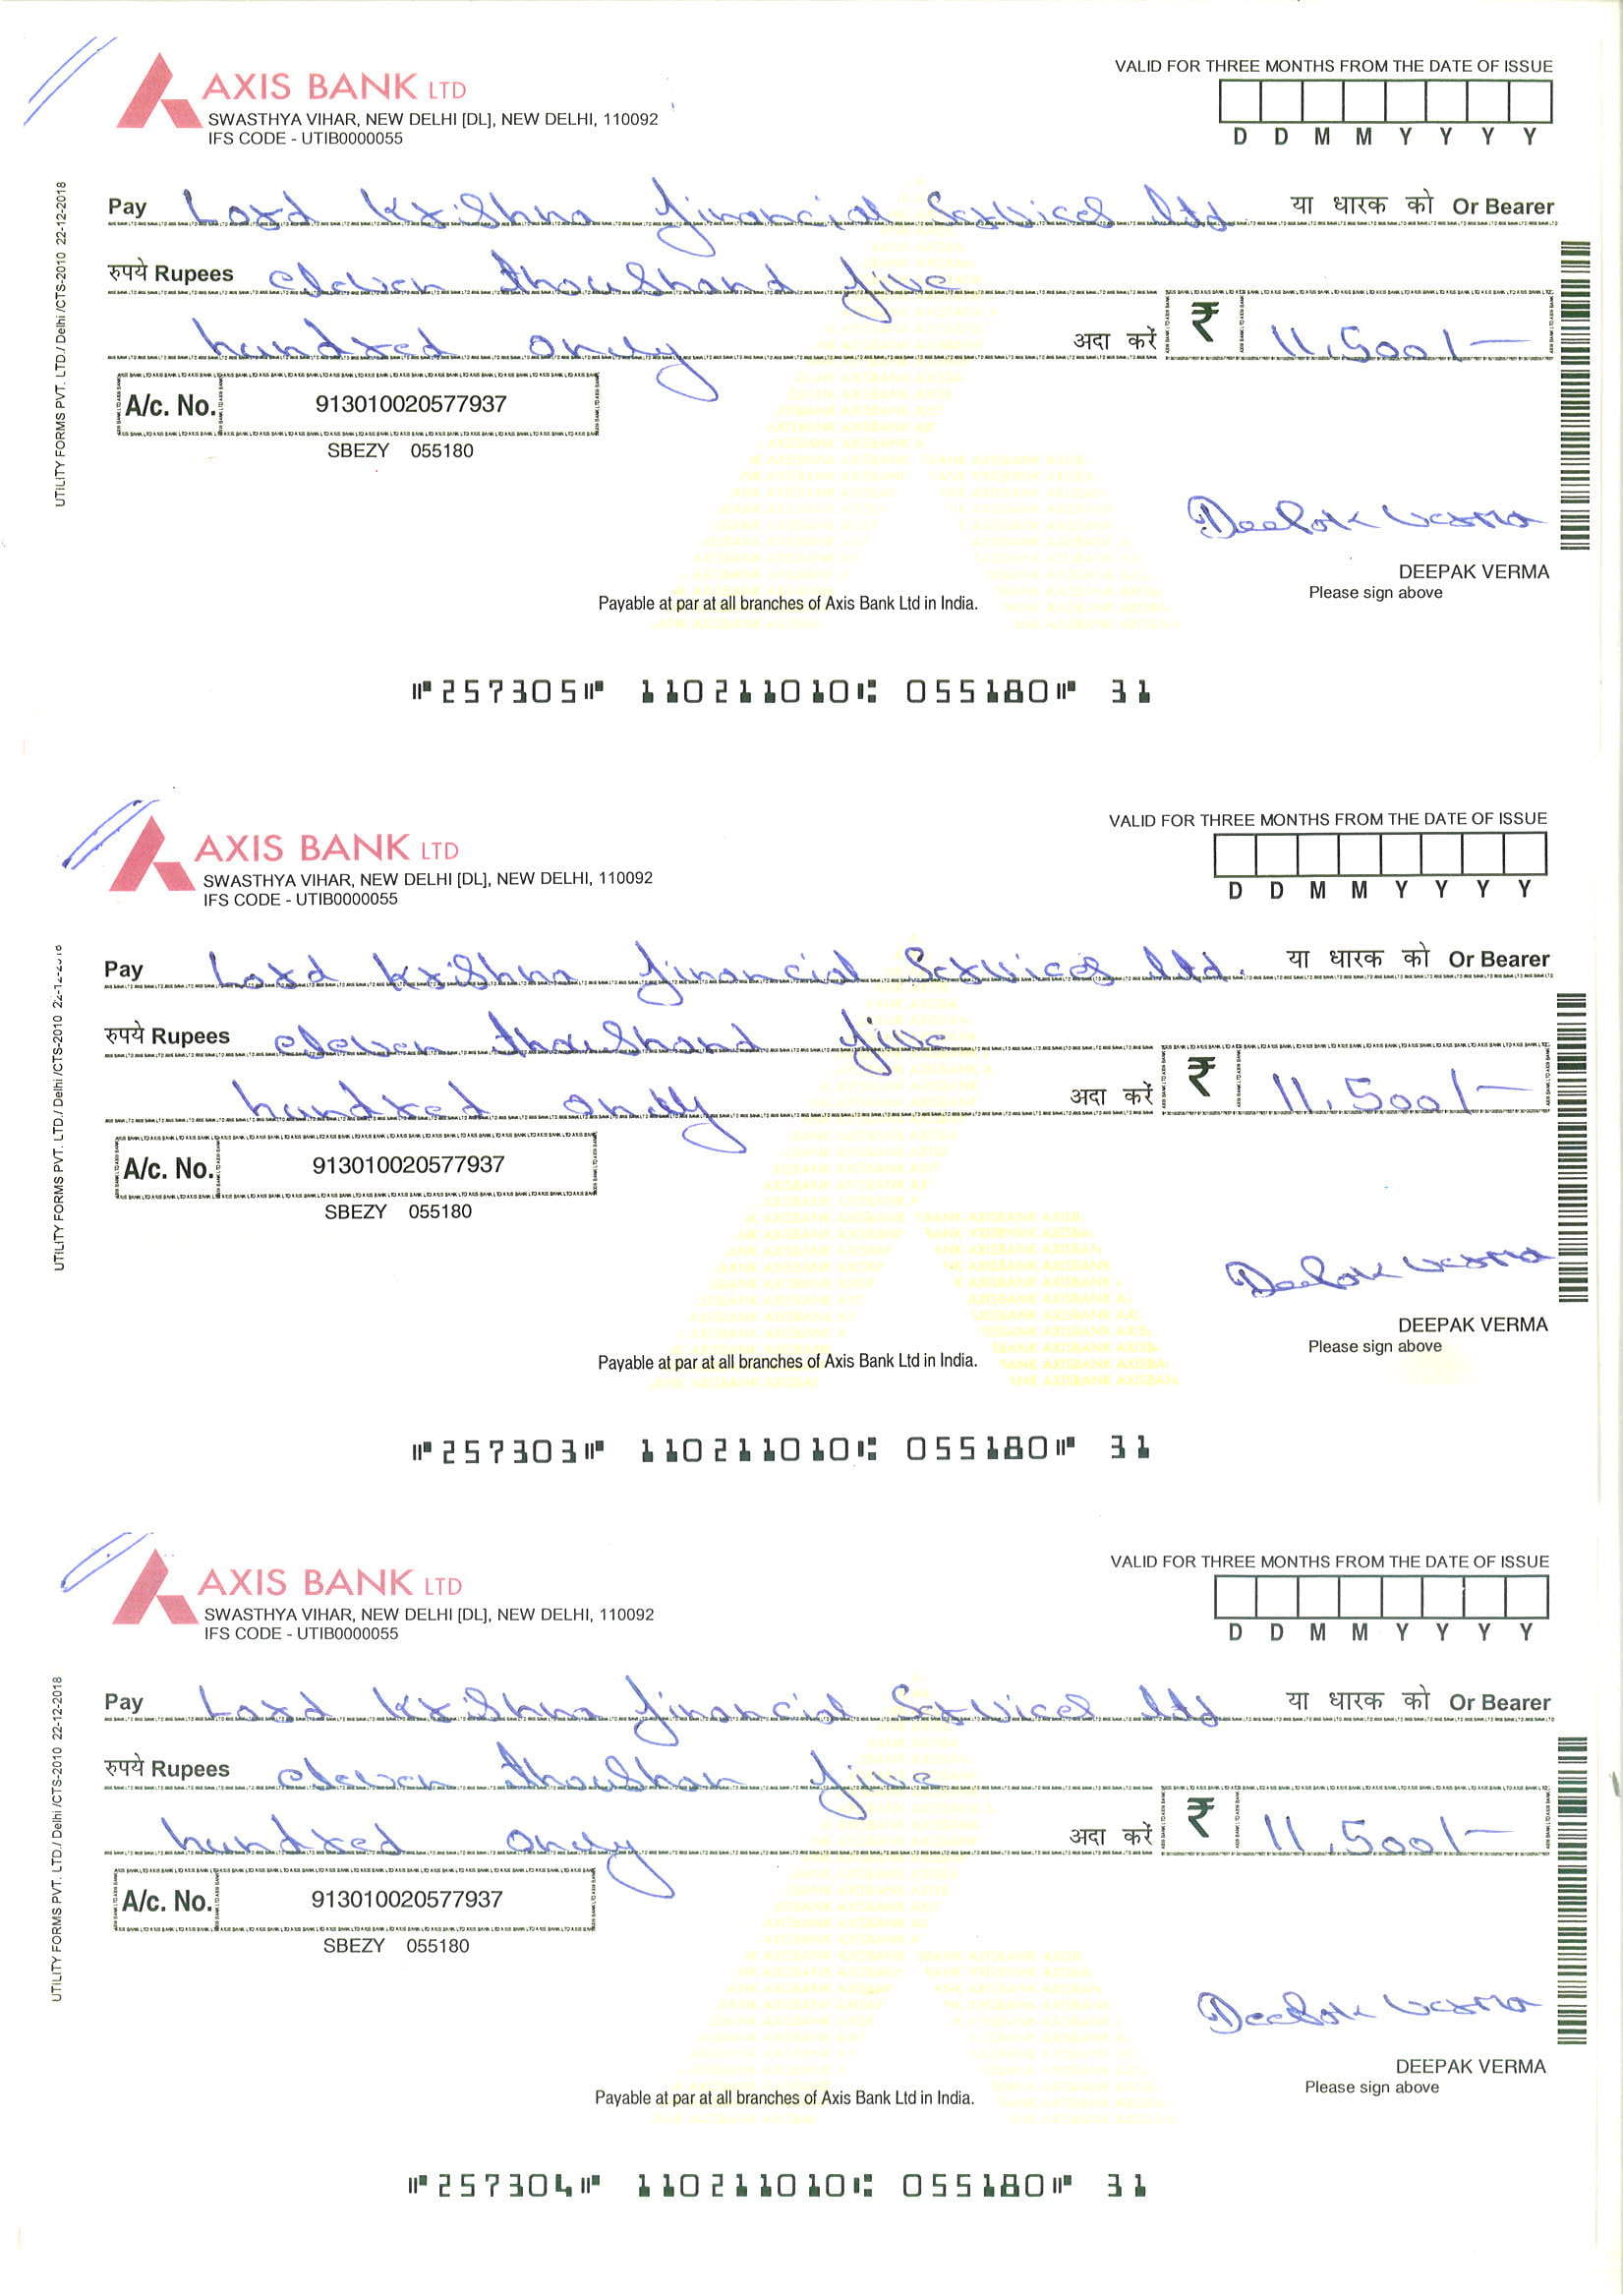 AXIS BANK LTD
SWASTHYA VIHAR, NEW DELHI [DL], NEW DELHI, 110092
IFS CODE - UTIB0000055
VALID FOR THREE MONTHS FROM THE DATE OF ISSUE
D D M M Y Y Y Y
Pay Lord Krishna financial Services ltd या धारक को Or Bearer
रुपये Rupees eleven thoushand five
hundred only अदा करें ₹ 11,500/-
A/c. No. 913010020577937
SBEZY 055180
Deepak Verma
DEEPAK VERMA
Please sign above
Payable at par at all branches of Axis Bank Ltd in India.
UTILITY FORMS PVT. LTD./ Delhi /CTS-2010 22-12-2018
⑈257305⑈ 110211010⑆ 055180⑈ 31
AXIS BANK LTD
SWASTHYA VIHAR, NEW DELHI [DL], NEW DELHI, 110092
IFS CODE - UTIB0000055
VALID FOR THREE MONTHS FROM THE DATE OF ISSUE
D D M M Y Y Y Y
Pay Lord Krishna financial Services ltd. या धारक को Or Bearer
रुपये Rupees eleven thoushand five
hundred only अदा करें ₹ 11,500/-
A/c. No. 913010020577937
SBEZY 055180
Deepak Verma
DEEPAK VERMA
Please sign above
Payable at par at all branches of Axis Bank Ltd in India.
UTILITY FORMS PVT. LTD./ Delhi /CTS-2010
⑈257303⑈ 110211010⑆ 055180⑈ 31
AXIS BANK LTD
SWASTHYA VIHAR, NEW DELHI [DL], NEW DELHI, 110092
IFS CODE - UTIB0000055
VALID FOR THREE MONTHS FROM THE DATE OF ISSUE
D D M M Y Y Y Y
Pay Lord Krishna financial Services ltd या धारक को Or Bearer
रुपये Rupees eleven thoushan five
hundred only अदा करें ₹ 11,500/-
A/c. No. 913010020577937
SBEZY 055180
Deepak Verma
DEEPAK VERMA
Please sign above
Payable at par at all branches of Axis Bank Ltd in India.
UTILITY FORMS PVT. LTD./ Delhi /CTS-2010 22-12-2018
⑈257304⑈ 110211010⑆ 055180⑈ 31